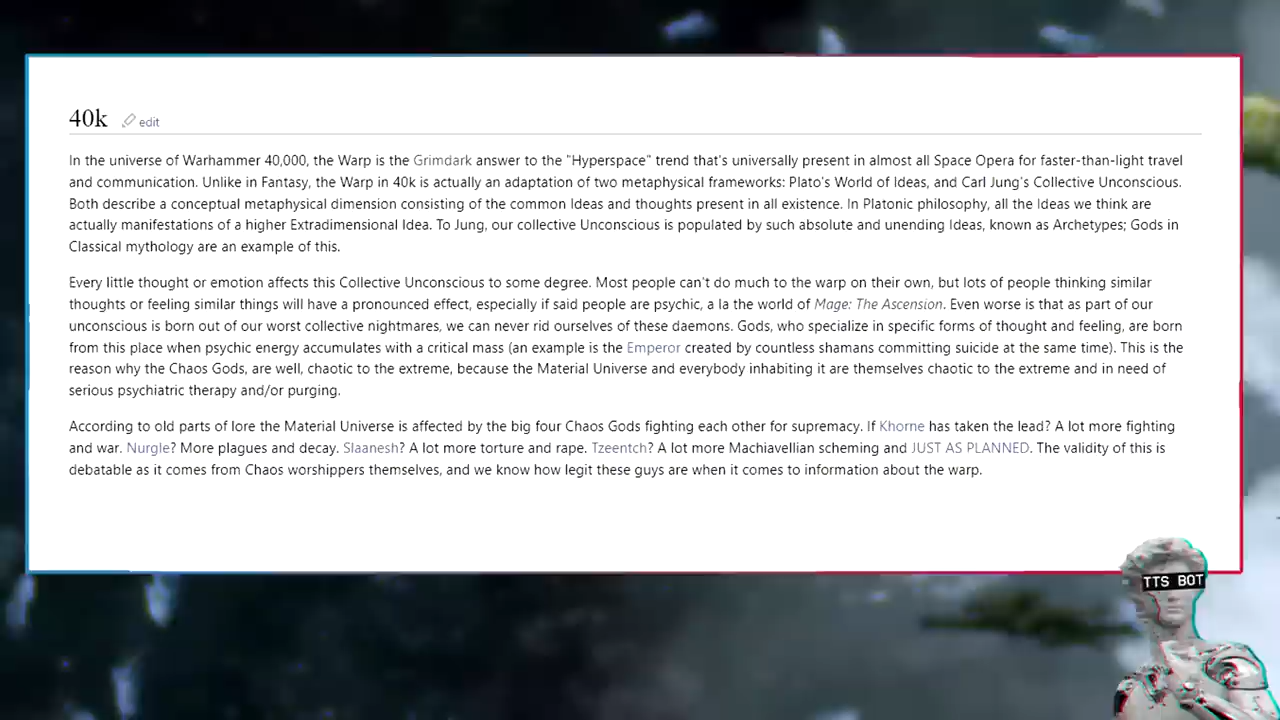 40k edit
In the universe of Warhammer 40,000, the Warp is the Grimdark answer to the "Hyperspace" trend that's universally present in almost all Space Opera for faster-than-light travel
and communication. Unlike in Fantasy, the Warp in 40k is actually an adaptation of two metaphysical frameworks: Plato's World of Ideas, and Carl Jung's Collective Unconscious.
Both describe a conceptual metaphysical dimension consisting of the common Ideas and thoughts present in all existence. In Platonic philosophy, all the Ideas we think are
actually manifestations of a higher Extradimensional Idea. To Jung, our collective Unconscious is populated by such absolute and unending Ideas, known as Archetypes; Gods in
Classical mythology are an example of this.
Every little thought or emotion affects this Collective Unconscious to some degree. Most people can't do much to the warp on their own, but lots of people thinking similar
thoughts or feeling similar things will have a pronounced effect, especially if said people are psychic, a la the world of Mage: The Ascension. Even worse is that as part of our
unconscious is born out of our worst collective nightmares, we can never rid ourselves of these daemons. Gods, who specialize in specific forms of thought and feeling, are born
from this place when psychic energy accumulates with a critical mass (an example is the Emperor created by countless shamans committing suicide at the same time). This is the
reason why the Chaos Gods, are well, chaotic to the extreme, because the Material Universe and everybody inhabiting it are themselves chaotic to the extreme and in need of
serious psychiatric therapy and/or purging.
According to old parts of lore the Material Universe is affected by the big four Chaos Gods fighting each other for supremacy. If Khorne has taken the lead? A lot more fighting
and war. Nurgle? More plagues and decay. Slaanesh? A lot more torture and rape. Tzeentch? A lot more Machiavellian scheming and JUST AS PLANNED. The validity of this is
debatable as it comes from Chaos worshippers themselves, and we know how legit these guys are when it comes to information about the warp.
TTS BOT